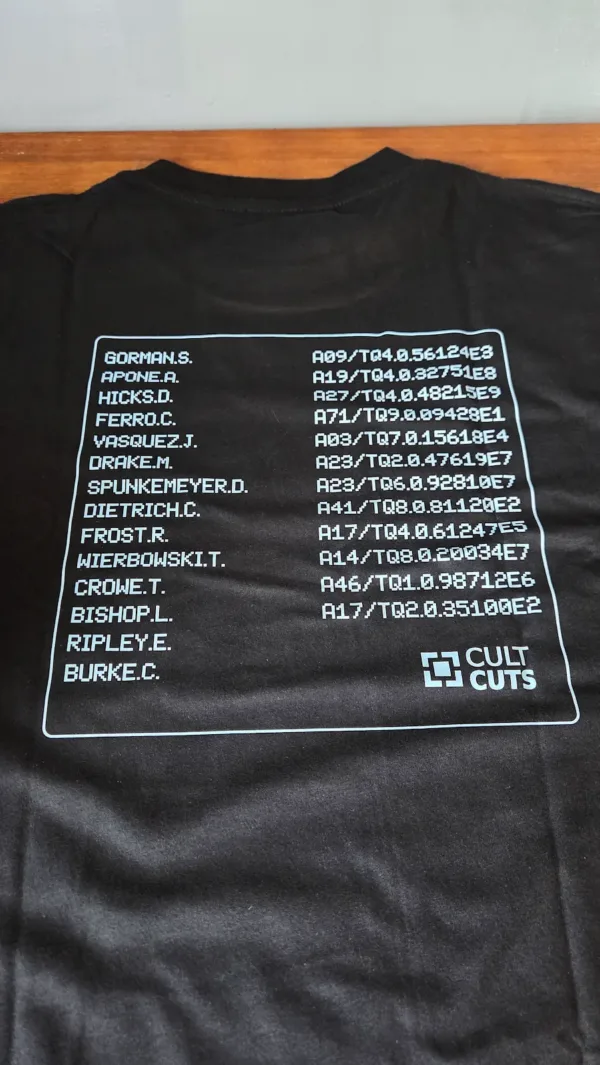 GORMAN.S. A09/TQ4.0.56124E3
APONE.A. A19/TQ4.0.32751E8
HICKS.D. A27/TQ4.0.48215E9
FERRO.C. A71/TQ9.0.09428E1
VASQUEZ.J. A03/TQ7.0.15618E4
DRAKE.M. A23/TQ2.0.47619E7
SPUNKEMEYER.D. A23/TQ6.0.92810E7
DIETRICH.C. A41/TQ8.0.81120E2
FROST.R. A17/TQ4.0.61247E5
WIERBOWSKI.T. A14/TQ8.0.20034E7
CROWE.T. A46/TQ1.0.98712E6
BISHOP.L. A17/TQ2.0.35100E2
RIPLEY.E.
BURKE.C.
CULT
CUTS